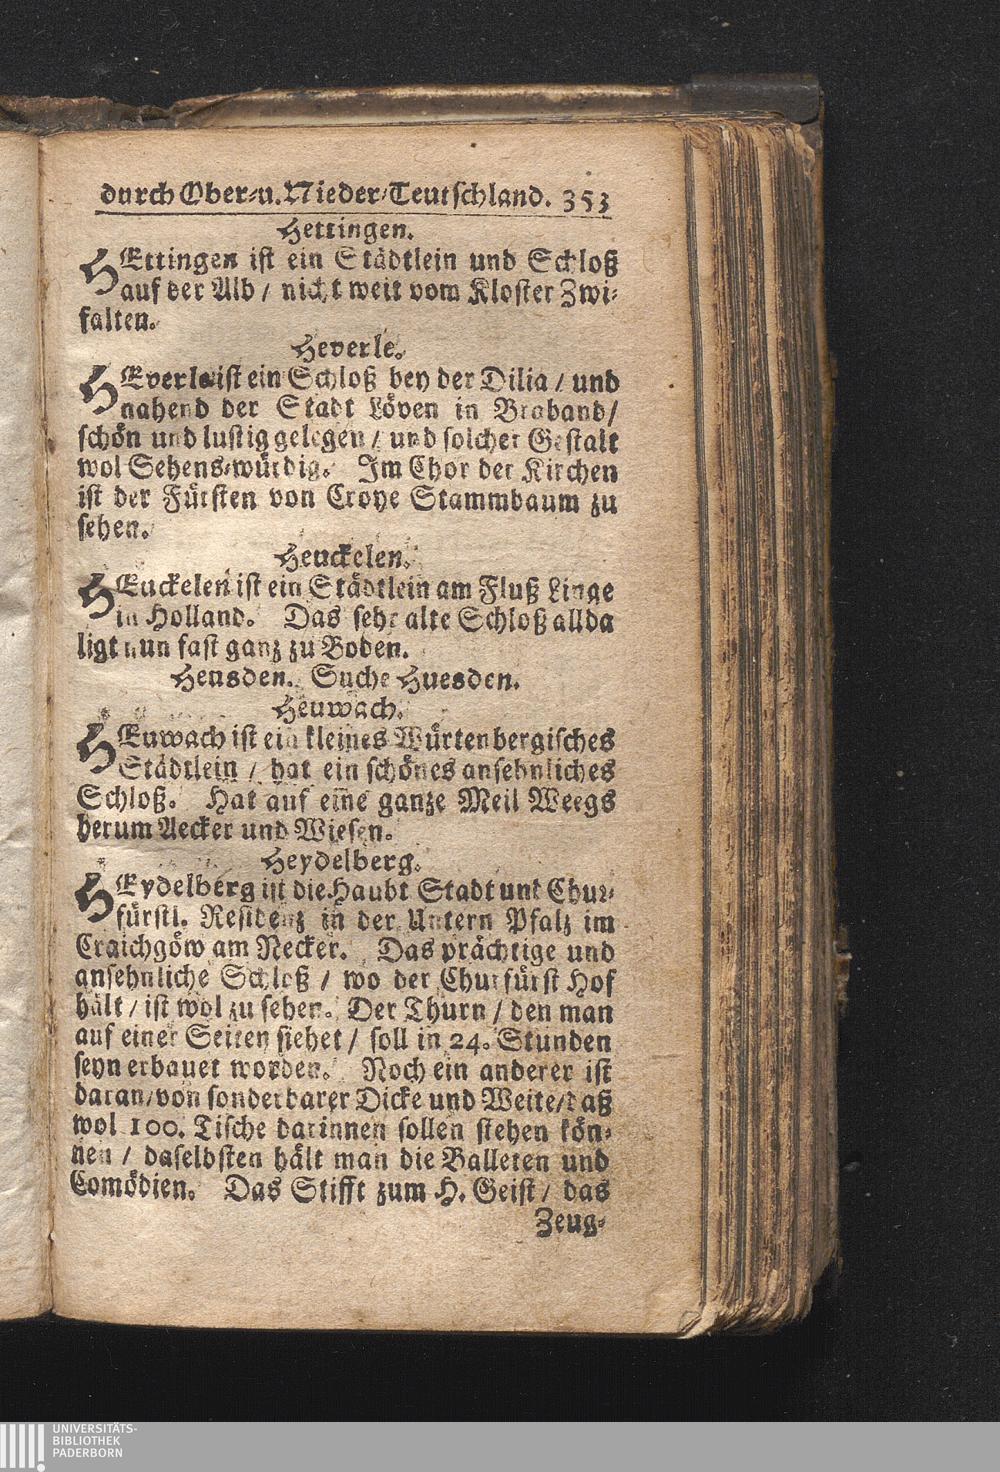 durch Ober-u. Nieder-Teutschland. 353
Hettingen.
HEttingen ist ein Städtlein und Schloß
auf der Alb / nicht weit vom Kloster Zwi-
falten.
Heverle.
HEverle ist ein Schloß bey der Dilia / und
nahend der Stadt Löven in Braband /
schön und lustig gelegen / und solcher Gestalt
wol Sehens-würdig. Im Chor der Kirchen
ist der Fürsten von Croye Stammbaum zu
sehen.
Heuckelen.
HEuckelen ist ein Städtlein am Fluß Linge
in Holland. Das sehr alte Schloß allda
ligt nun fast ganz zu Boden.
Heusden. Suche Huesden.
Heuwach.
HEuwach ist ein kleines Würtenbergisches
Städtlein / hat ein schönes ansehnliches
Schloß. Hat auf eine ganze Meil Weegs
herum Aecker und Wiesen.
Heydelberg.
HEydelberg ist die Haubt Stadt und Chur-
fürstl. Residenz in der Untern Pfalz im
Craichgöw am Necker. Das prächtige und
ansehnliche Schloß / wo der Churfürst Hof
hält / ist wol zu sehen. Der Thurn / den man
auf einer Seiten siehet / soll in 24. Stunden
seyn erbauet worden. Noch ein anderer ist
daran / von sonderbarer Dicke und Weite / daß
wol 100. Tische darinnen sollen stehen kön-
nen / daselbsten hält man die Balleten und
Comödien. Das Stifft zum H. Geist / das
Zeug-
UNIVERSITÄTS-
BIBLIOTHEK
PADERBORN